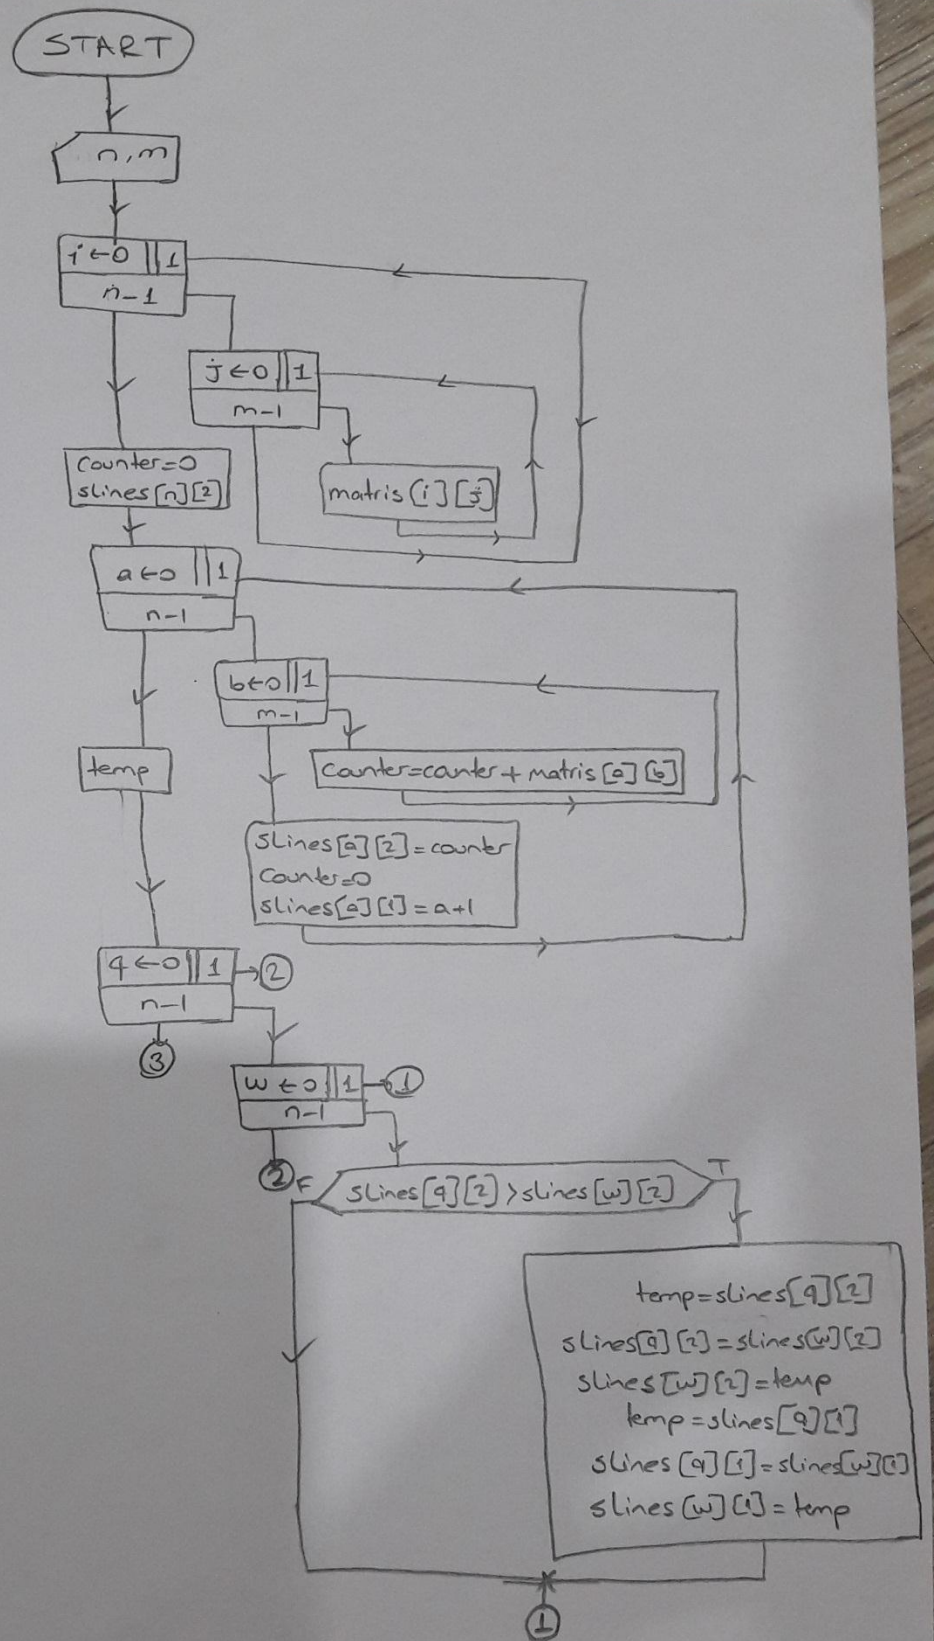 START
n,m
i←0 || 1
n-1
j←0 || 1
m-1
matris(i][j]
counter=0
slines[n][2]
a←0 || 1
n-1
b←0 || 1
m-1
counter=counter+matris[a][b]
temp
slines[a][2]=counter
counter=0
slines[a][1]=a+1
q←0 || 1
2
n-1
3
w←0 || 1
1
n-1
2
F
slines[q][2]>slines[w][2]
T
temp=slines[q][2]
slines[q][2]=slines[w][2]
slines[w][2]=temp
temp=slines[q][1]
slines[q][1]=slines[w][1]
slines[w][1]=temp
1